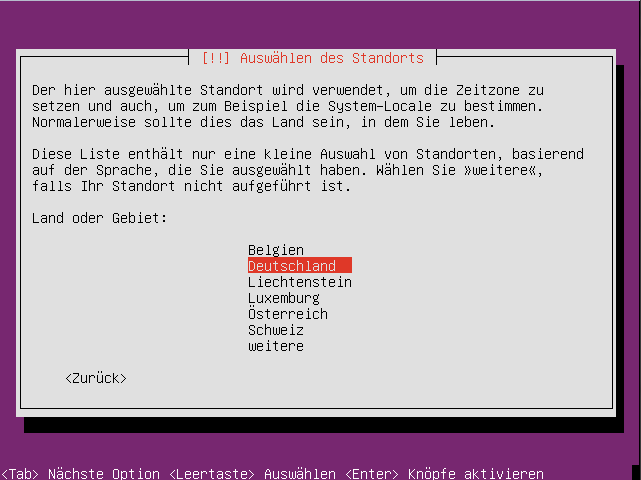 [!!] Auswählen des Standorts
Der hier ausgewählte Standort wird verwendet, um die Zeitzone zu
setzen und auch, um zum Beispiel die System-Locale zu bestimmen.
Normalerweise sollte dies das Land sein, in dem Sie leben.
Diese Liste enthält nur eine kleine Auswahl von Standorten, basierend
auf der Sprache, die Sie ausgewählt haben. Wählen Sie »weitere«,
falls Ihr Standort nicht aufgeführt ist.
Land oder Gebiet:
Belgien
Deutschland
Liechtenstein
Luxemburg
Österreich
Schweiz
weitere
<Zurück>
<Tab> Nächste Option <Leertaste> Auswählen <Enter> Knöpfe aktivieren